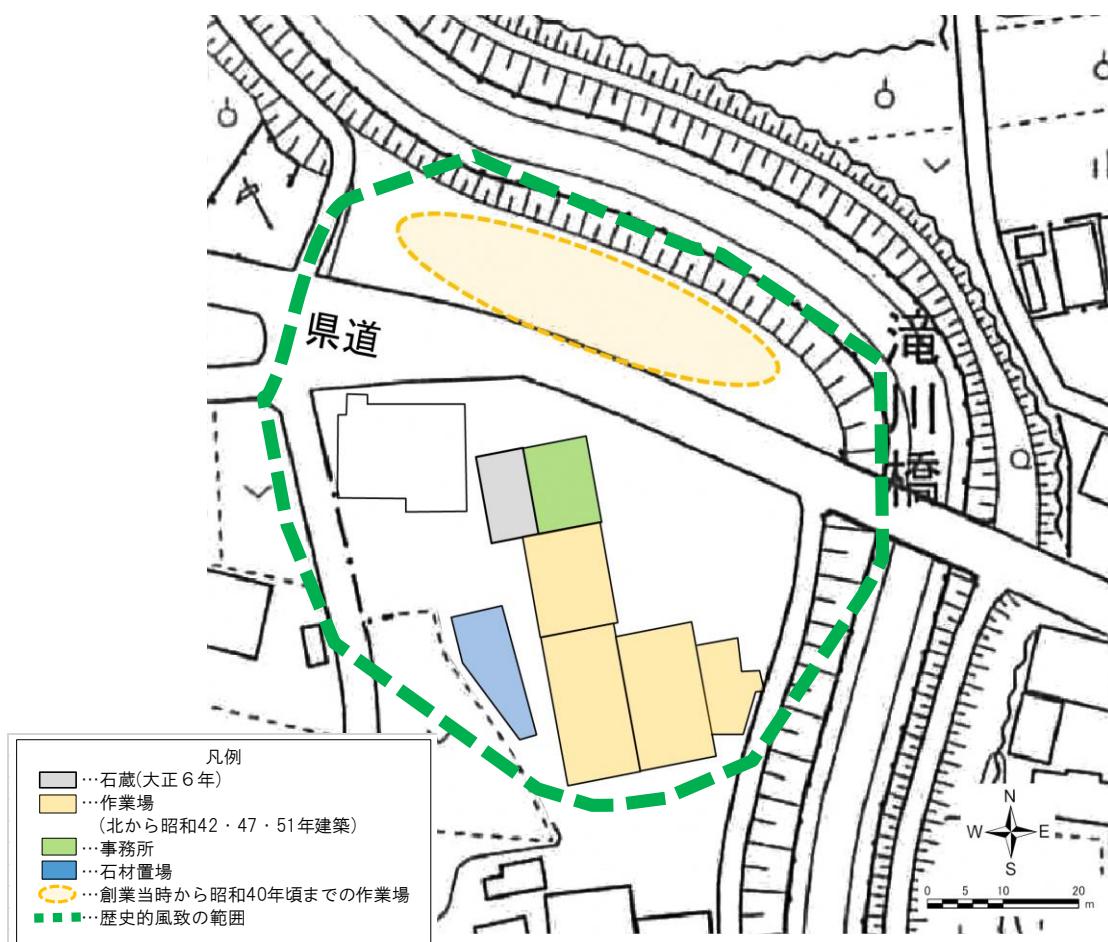 県道
滝川橋
凡例
…石蔵(大正6年)
…作業場
(北から昭和42・47・51年建築)
…事務所
…石材置場
…創業当時から昭和40年頃までの作業場
…歴史的風致の範囲
N
W E
S
0 5 10 20
m